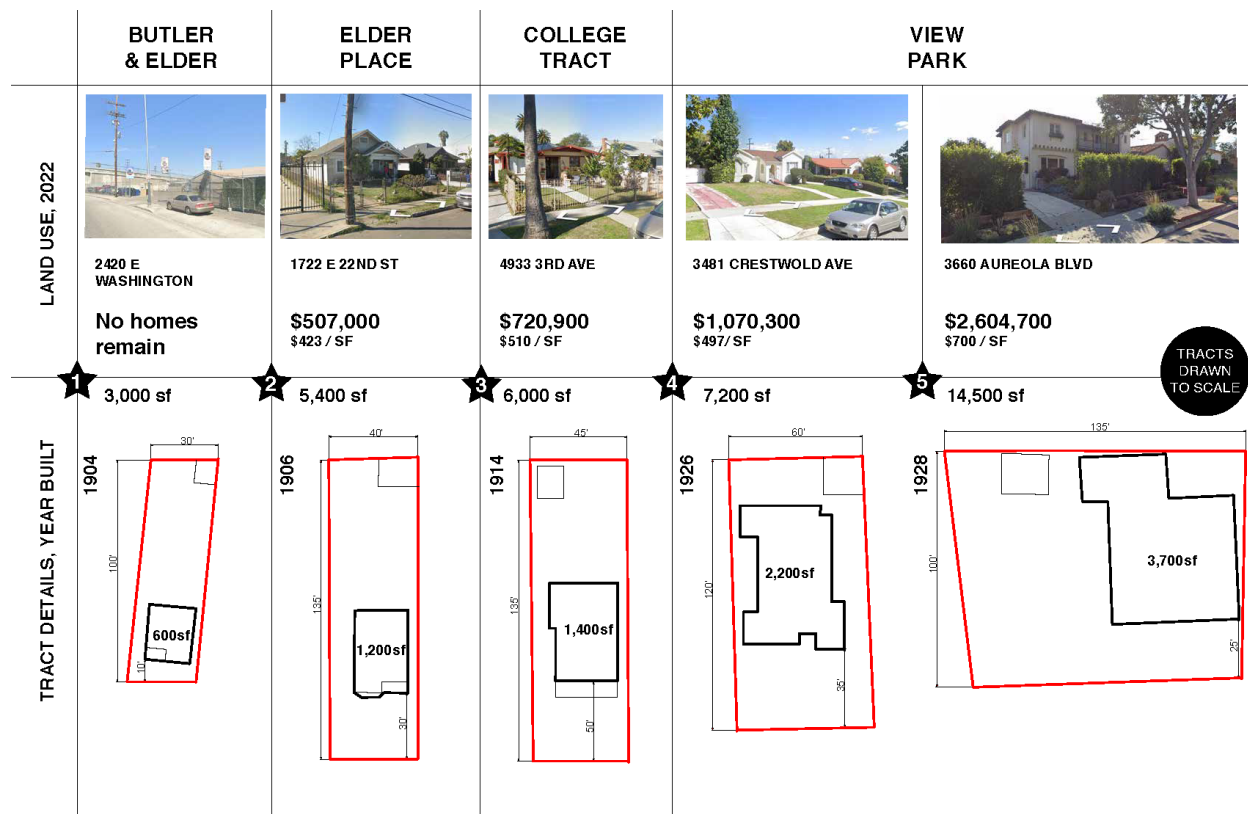 BUTLER
& ELDER
ELDER
PLACE
COLLEGE
TRACT
VIEW
PARK
LAND USE, 2022
2420 E
WASHINGTON
No homes
remain
1722 E 22ND ST
$507,000
$423 / SF
4933 3RD AVE
$720,900
$510 / SF
3481 CRESTWOLD AVE
$1,070,300
$497/ SF
3660 AUREOLA BLVD
$2,604,700
$700 / SF
TRACTS
DRAWN
TO SCALE
TRACT DETAILS, YEAR BUILT
1
3,000 sf
1904
30'
100'
600sf
10'
2
5,400 sf
1906
40'
135'
1,200sf
30'
3
6,000 sf
1914
45'
135'
1,400sf
50'
4
7,200 sf
1926
60'
120'
2,200sf
35'
5
14,500 sf
1928
135'
100'
3,700sf
25'